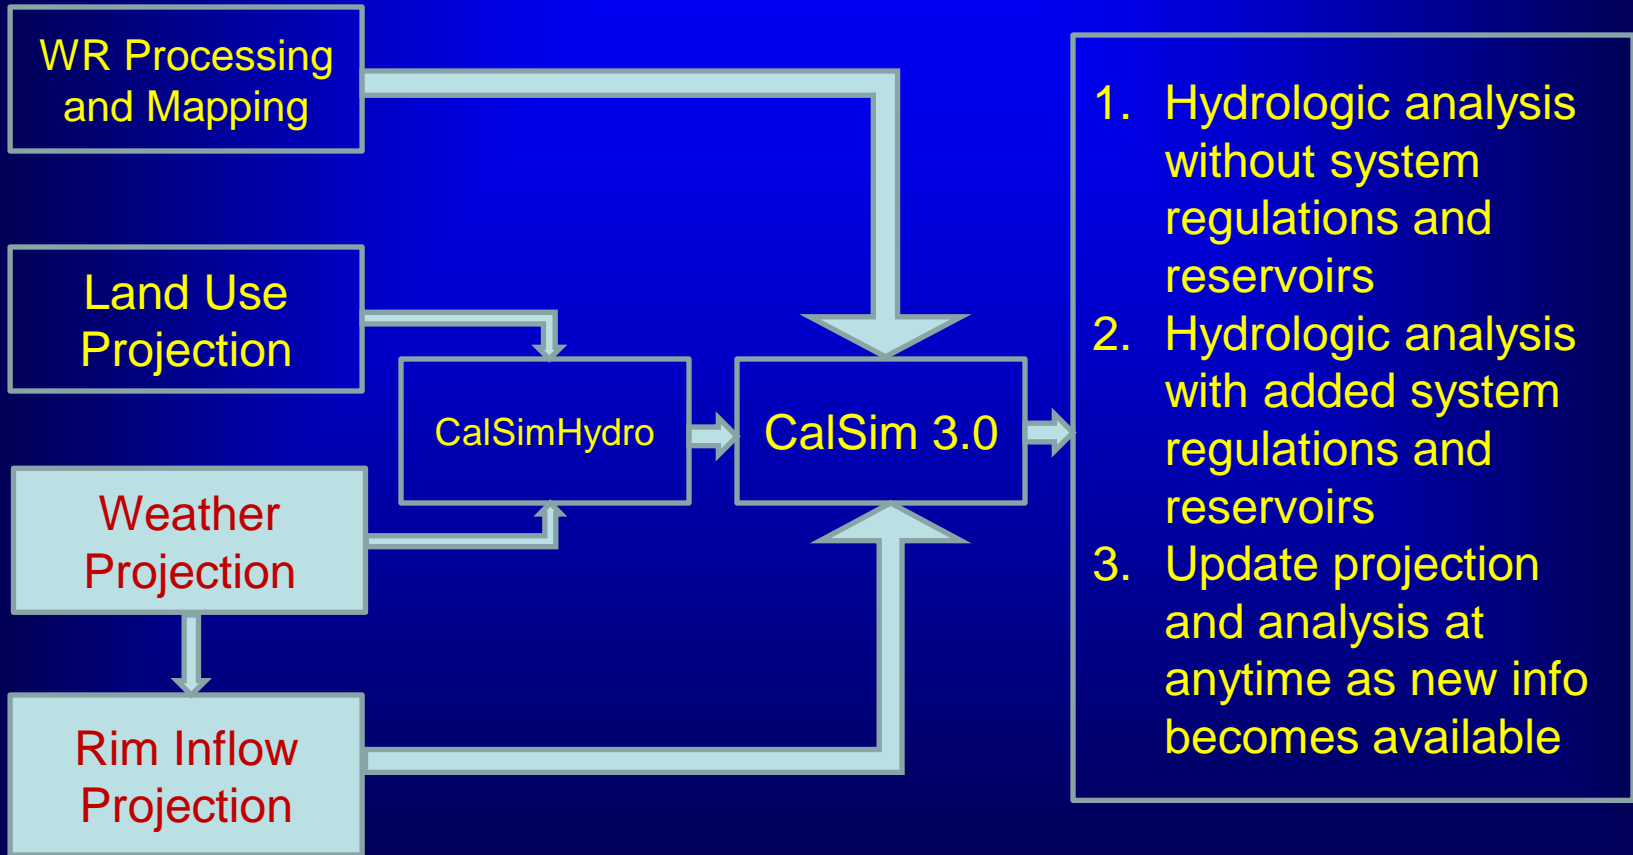 WR Processing
and Mapping
Land Use
Projection
Weather
Projection
Rim Inflow
Projection
CalSimHydro
CalSim 3.0
1. Hydrologic analysis
without system
regulations and
reservoirs
2. Hydrologic analysis
with added system
regulations and
reservoirs
3. Update projection
and analysis at
anytime as new info
becomes available